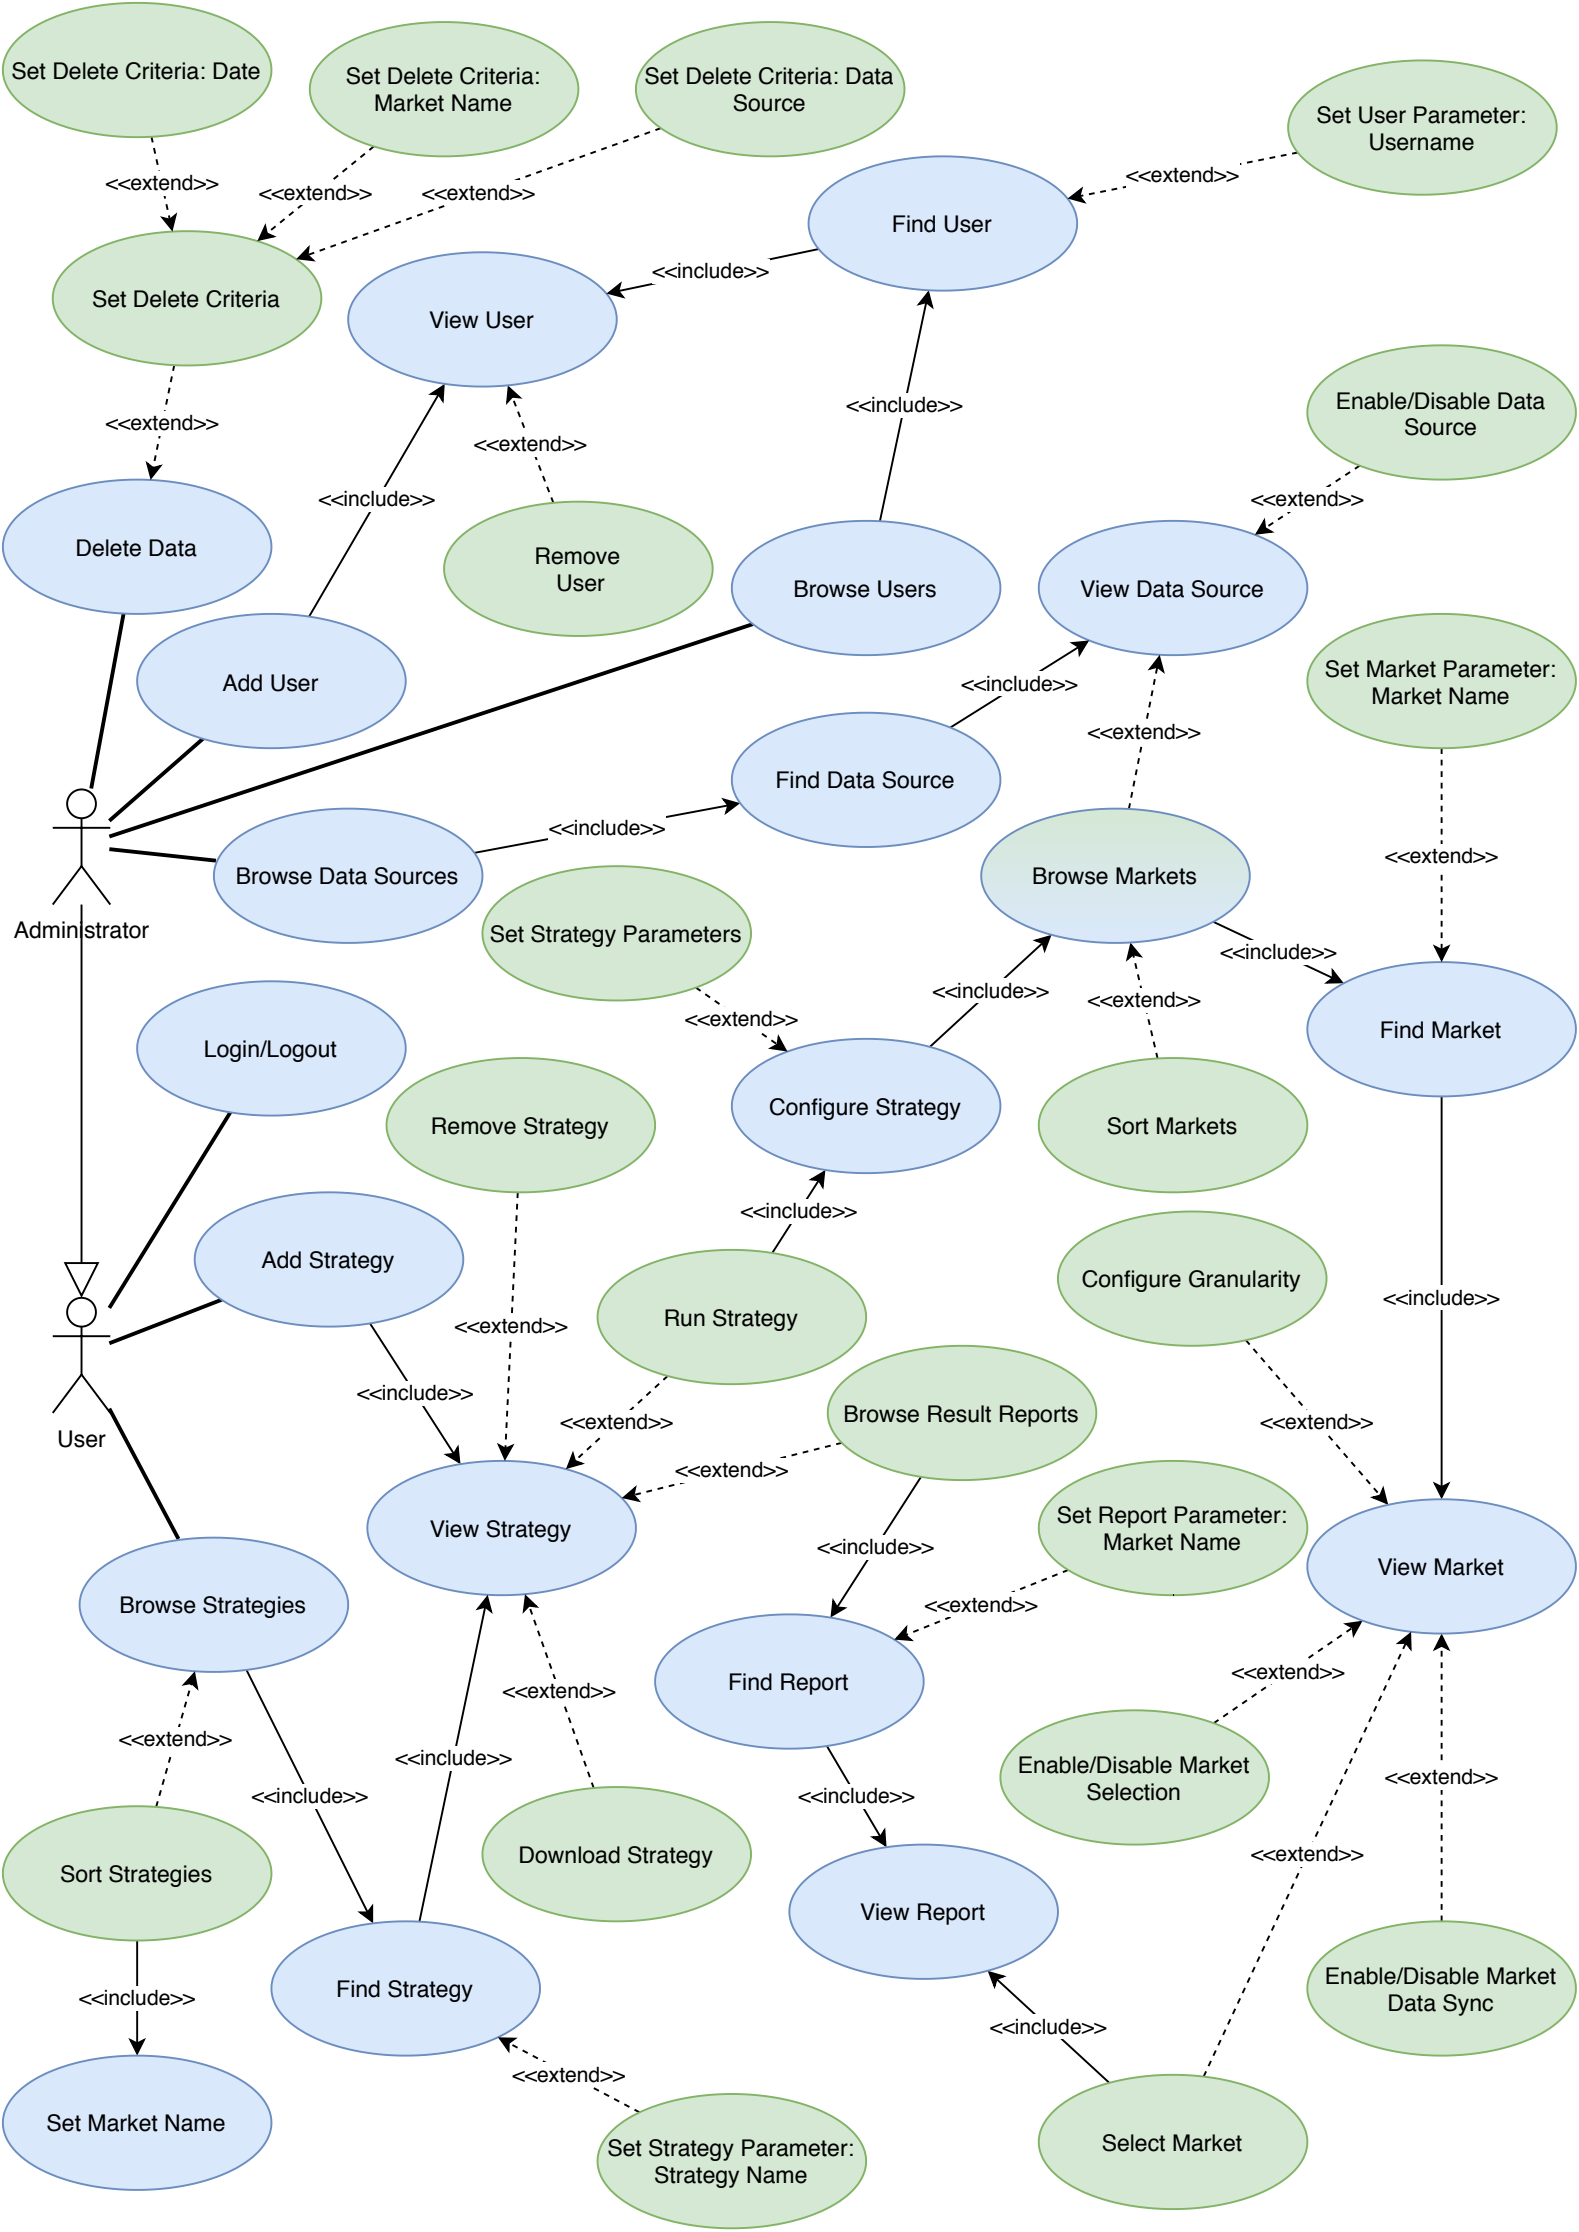 Set Delete Criteria: Date
Set Delete Criteria:
Market Name
Set Delete Criteria: Data
Source
Set User Parameter:
Username
<<extend>>
<<extend>>
<<extend>>
<<extend>>
Find User
<<include>>
Set Delete Criteria
View User
<<extend>>
<<include>>
Enable/Disable Data
Source
<<extend>>
<<include>>
<<extend>>
Delete Data
Remove
User
Browse Users
View Data Source
Add User
<<include>>
Set Market Parameter:
Market Name
<<extend>>
Find Data Source
<<include>>
<<extend>>
Browse Data Sources
Browse Markets
Administrator
Set Strategy Parameters
<<include>>
<<include>>
<<extend>>
<<extend>>
Login/Logout
Find Market
Remove Strategy
Configure Strategy
Sort Markets
<<include>>
Add Strategy
Configure Granularity
<<include>>
<<extend>>
Run Strategy
<<include>>
<<extend>>
Browse Result Reports
<<extend>>
User
<<extend>>
View Strategy
Set Report Parameter:
Market Name
<<include>>
View Market
Browse Strategies
<<extend>>
Find Report
<<extend>>
<<extend>>
<<extend>>
<<include>>
Enable/Disable Market
Selection
<<extend>>
<<include>>
<<include>>
Sort Strategies
Download Strategy
<<extend>>
View Report
<<include>>
Find Strategy
Enable/Disable Market
Data Sync
<<include>>
<<extend>>
Set Market Name
Set Strategy Parameter:
Strategy Name
Select Market